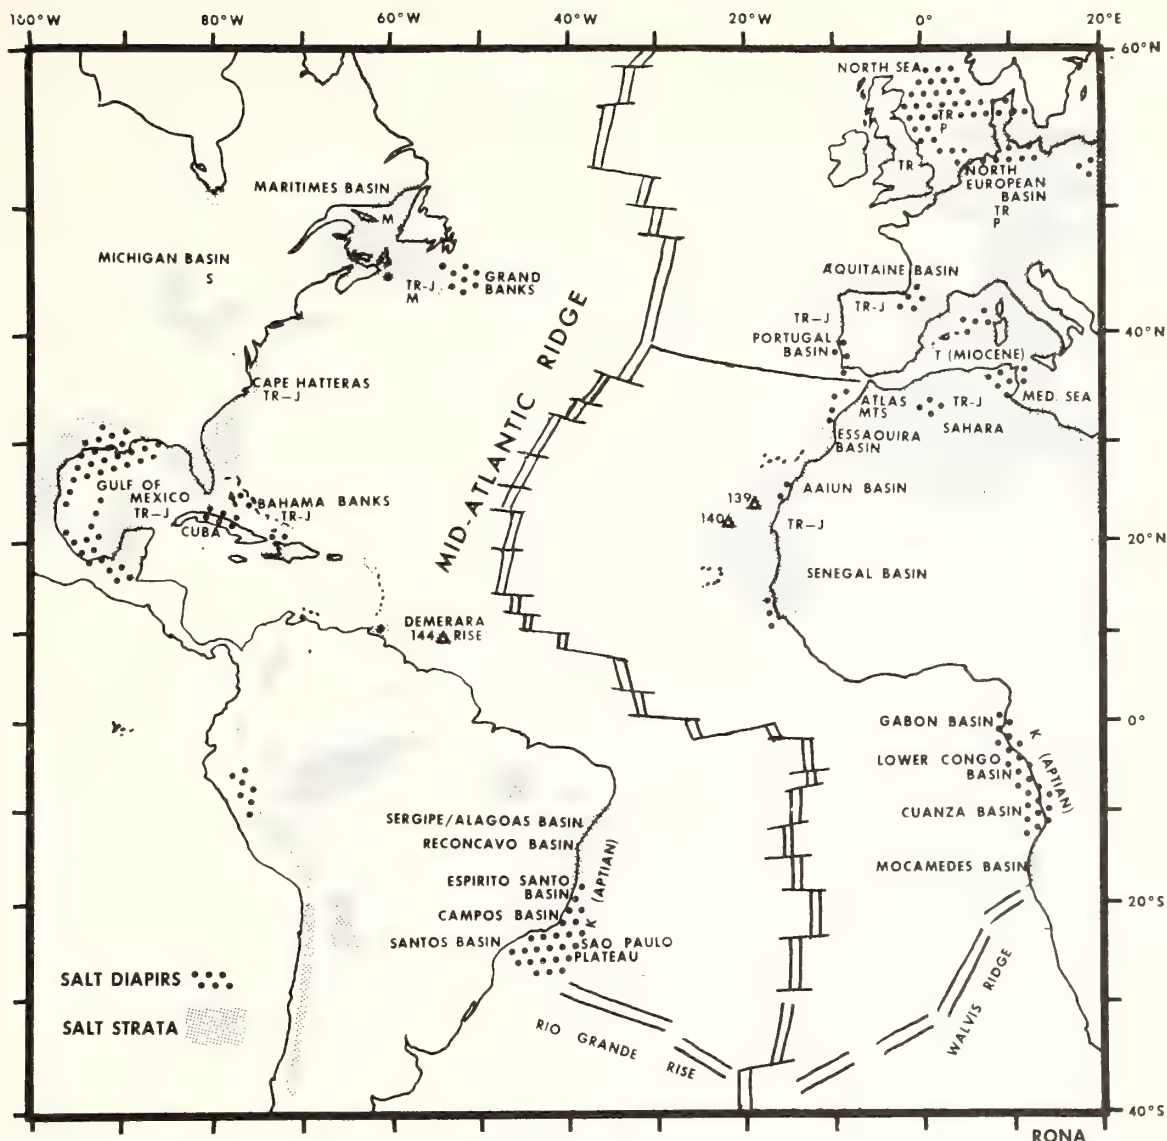 100°W 80°W 60°W 40°W 20°W 0° 20°E
60°N
NORTH SEA
TR
P
TR
NORTH
EUROPEAN
BASIN
TR
P
MARITIMES BASIN
M
MICHIGAN BASIN
S
GRAND
BANKS
TR-J
M
AQUITAINE BASIN
TR-J
TR-J
PORTUGAL
BASIN
40°N
T (MIOCENE)
MED. SEA
CAPE HATTERAS
TR-J
MID-ATLANTIC RIDGE
ATLAS
MTS
TR-J
SAHARA
ESSAOUIRA
BASIN
GULF OF
MEXICO
TR-J
CUBA
BAHAMA BANKS
TR-J
139
140
AAIUN BASIN
TR-J
20°N
SENEGAL BASIN
DEMERARA
144 RISE
0°
GABON BASIN
LOWER CONGO
BASIN
K (APTIAN)
CUANZA BASIN
MOCAMEDES BASIN
SERGIPE/ALAGOAS BASIN
RECONCAVO BASIN
ESPIRITO SANTO
BASIN
K (APTIAN)
CAMPOS BASIN
SANTOS BASIN
SAO PAULO
PLATEAU
20°S
SALT DIAPIRS
SALT STRATA
RIO GRANDE RISE
WALVIS RIDGE
40°S
RONA